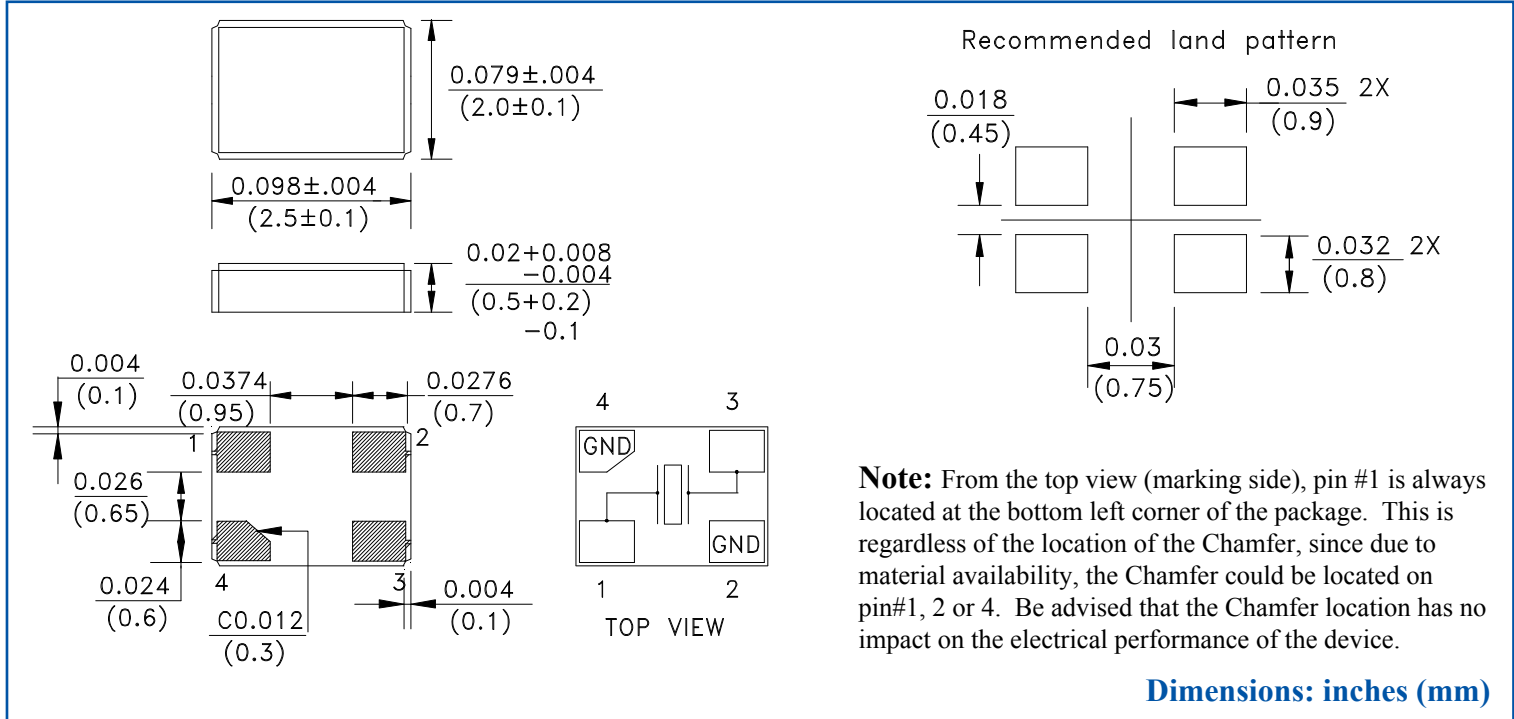 0.079±.004
(2.0±0.1)
0.098±.004
(2.5±0.1)
0.02+0.008
-0.004
(0.5+0.2)
-0.1
0.004
(0.1)
0.0374
(0.95)
0.0276
(0.7)
1
2
0.026
(0.65)
0.024
(0.6)
4
3
C0.012
(0.3)
0.004
(0.1)
4
3
GND
GND
1
2
TOP VIEW
Recommended land pattern
0.018
(0.45)
0.035 2X
(0.9)
0.032 2X
(0.8)
0.03
(0.75)
Note: From the top view (marking side), pin #1 is always
located at the bottom left corner of the package. This is
regardless of the location of the Chamfer, since due to
material availability, the Chamfer could be located on
pin#1, 2 or 4. Be advised that the Chamfer location has no
impact on the electrical performance of the device.
Dimensions: inches (mm)